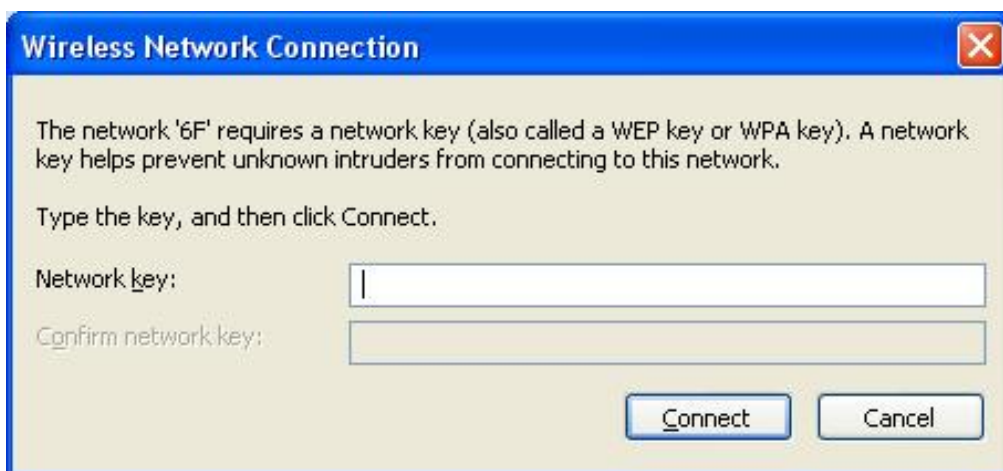 Wireless Network Connection
The network '6F' requires a network key (also called a WEP key or WPA key). A network
key helps prevent unknown intruders from connecting to this network.
Type the key, and then click Connect.
Network key:
Confirm network key:
Connect Cancel